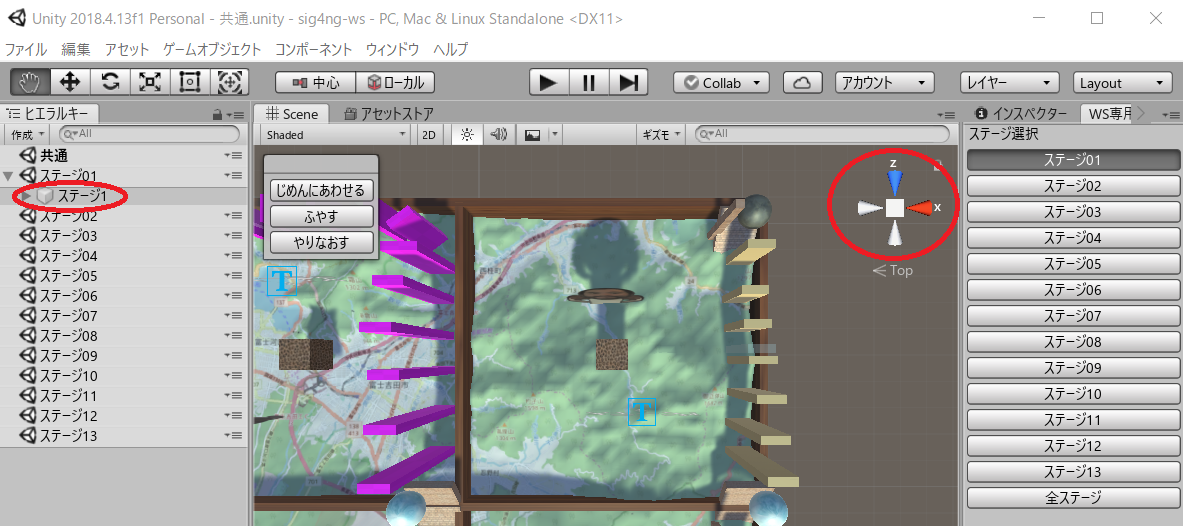 Unity 2018.4.13f1 Personal - 共通.unity - sig4ng-ws - PC, Mac & Linux Standalone <DX11>
ファイル 編集 アセット ゲームオブジェクト コンポーネント ウィンドウ ヘルプ
中心 ローカル Collab アカウント レイヤー Layout
ヒエラルキー
作成 All
共通
ステージ01
ステージ1
ステージ02
ステージ03
ステージ04
ステージ05
ステージ06
ステージ07
ステージ08
ステージ09
ステージ10
ステージ11
ステージ12
ステージ13
Scene アセットストア
Shaded 2D ギズモ All
じめんにあわせる
ふやす
やりなおす
T
富士吉田市
T
z
x
Top
インスペクター WS専用
ステージ選択
ステージ01
ステージ02
ステージ03
ステージ04
ステージ05
ステージ06
ステージ07
ステージ08
ステージ09
ステージ10
ステージ11
ステージ12
ステージ13
全ステージ